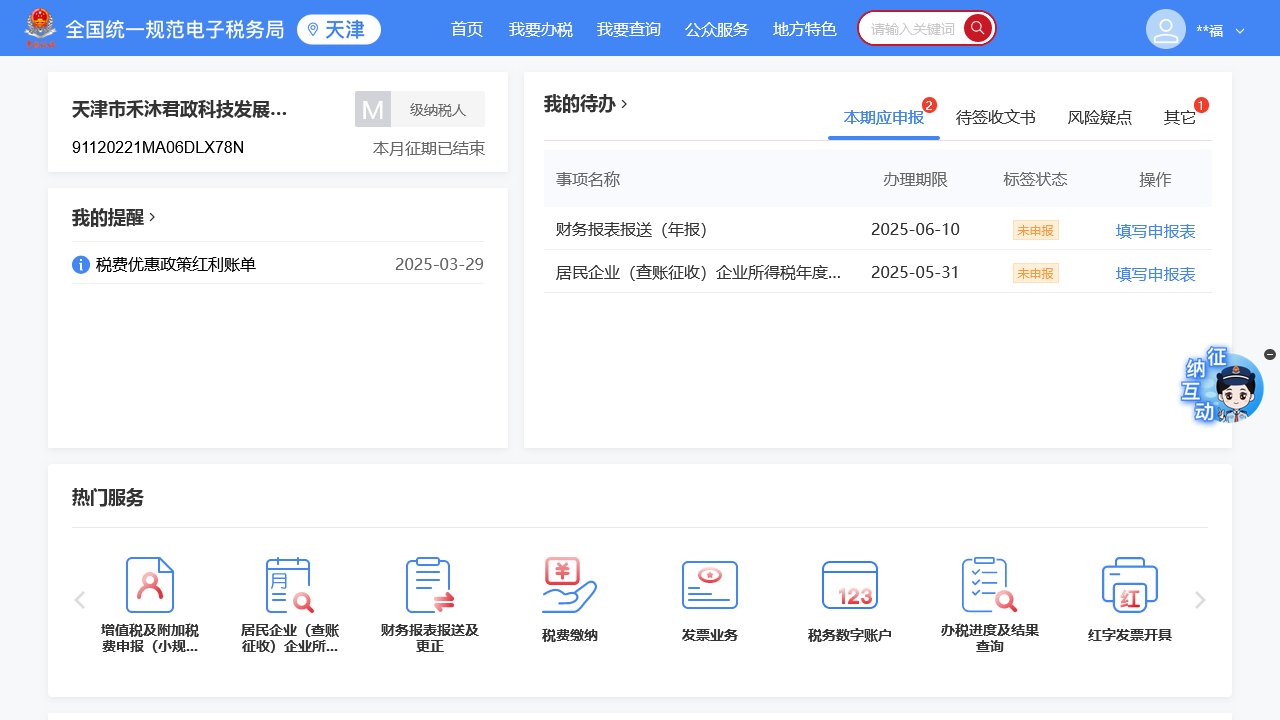 全国统一规范电子税务局
天津
首页 我要办税 我要查询 公众服务 地方特色
请输入关键词
**福
天津市禾沐君政科技发展...
M 级纳税人
91120221MA06DLX78N
本月征期已结束
我的提醒
税费优惠政策红利账单 2025-03-29
我的待办
本期应申报 2 待签收文书 风险疑点 其它 1
事项名称 办理期限 标签状态 操作
财务报表报送（年报） 2025-06-10 未申报 填写申报表
居民企业（查账征收）企业所得税年度... 2025-05-31 未申报 填写申报表
征纳互动
热门服务
月
¥
123
红
增值税及附加税
费申报（小规...
居民企业（查账
征收）企业所...
财务报表报送及
更正
税费缴纳
发票业务
税务数字账户
办税进度及结果
查询
红字发票开具